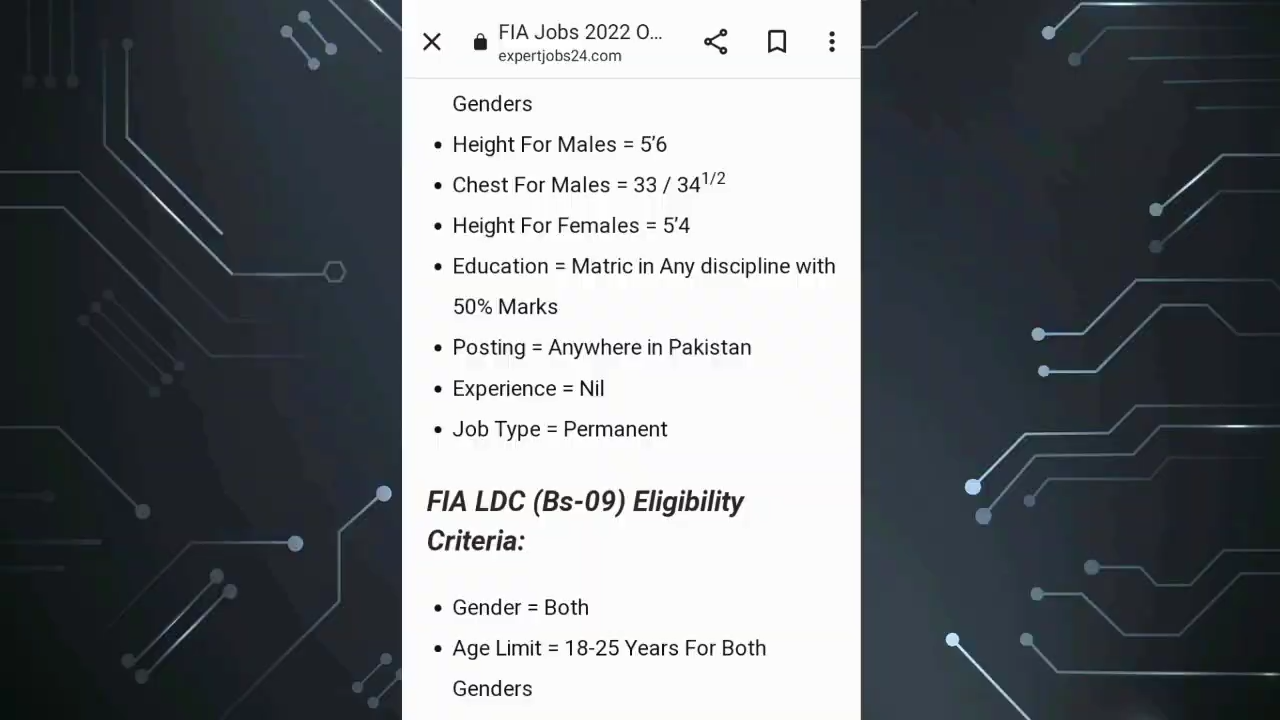 FIA Jobs 2022 O...
expertjobs24.com
Genders
• Height For Males = 5'6
• Chest For Males = 33 / 34^1/2
• Height For Females = 5'4
• Education = Matric in Any discipline with
50% Marks
• Posting = Anywhere in Pakistan
• Experience = Nil
• Job Type = Permanent
FIA LDC (Bs-09) Eligibility
Criteria:
• Gender = Both
• Age Limit = 18-25 Years For Both
Genders